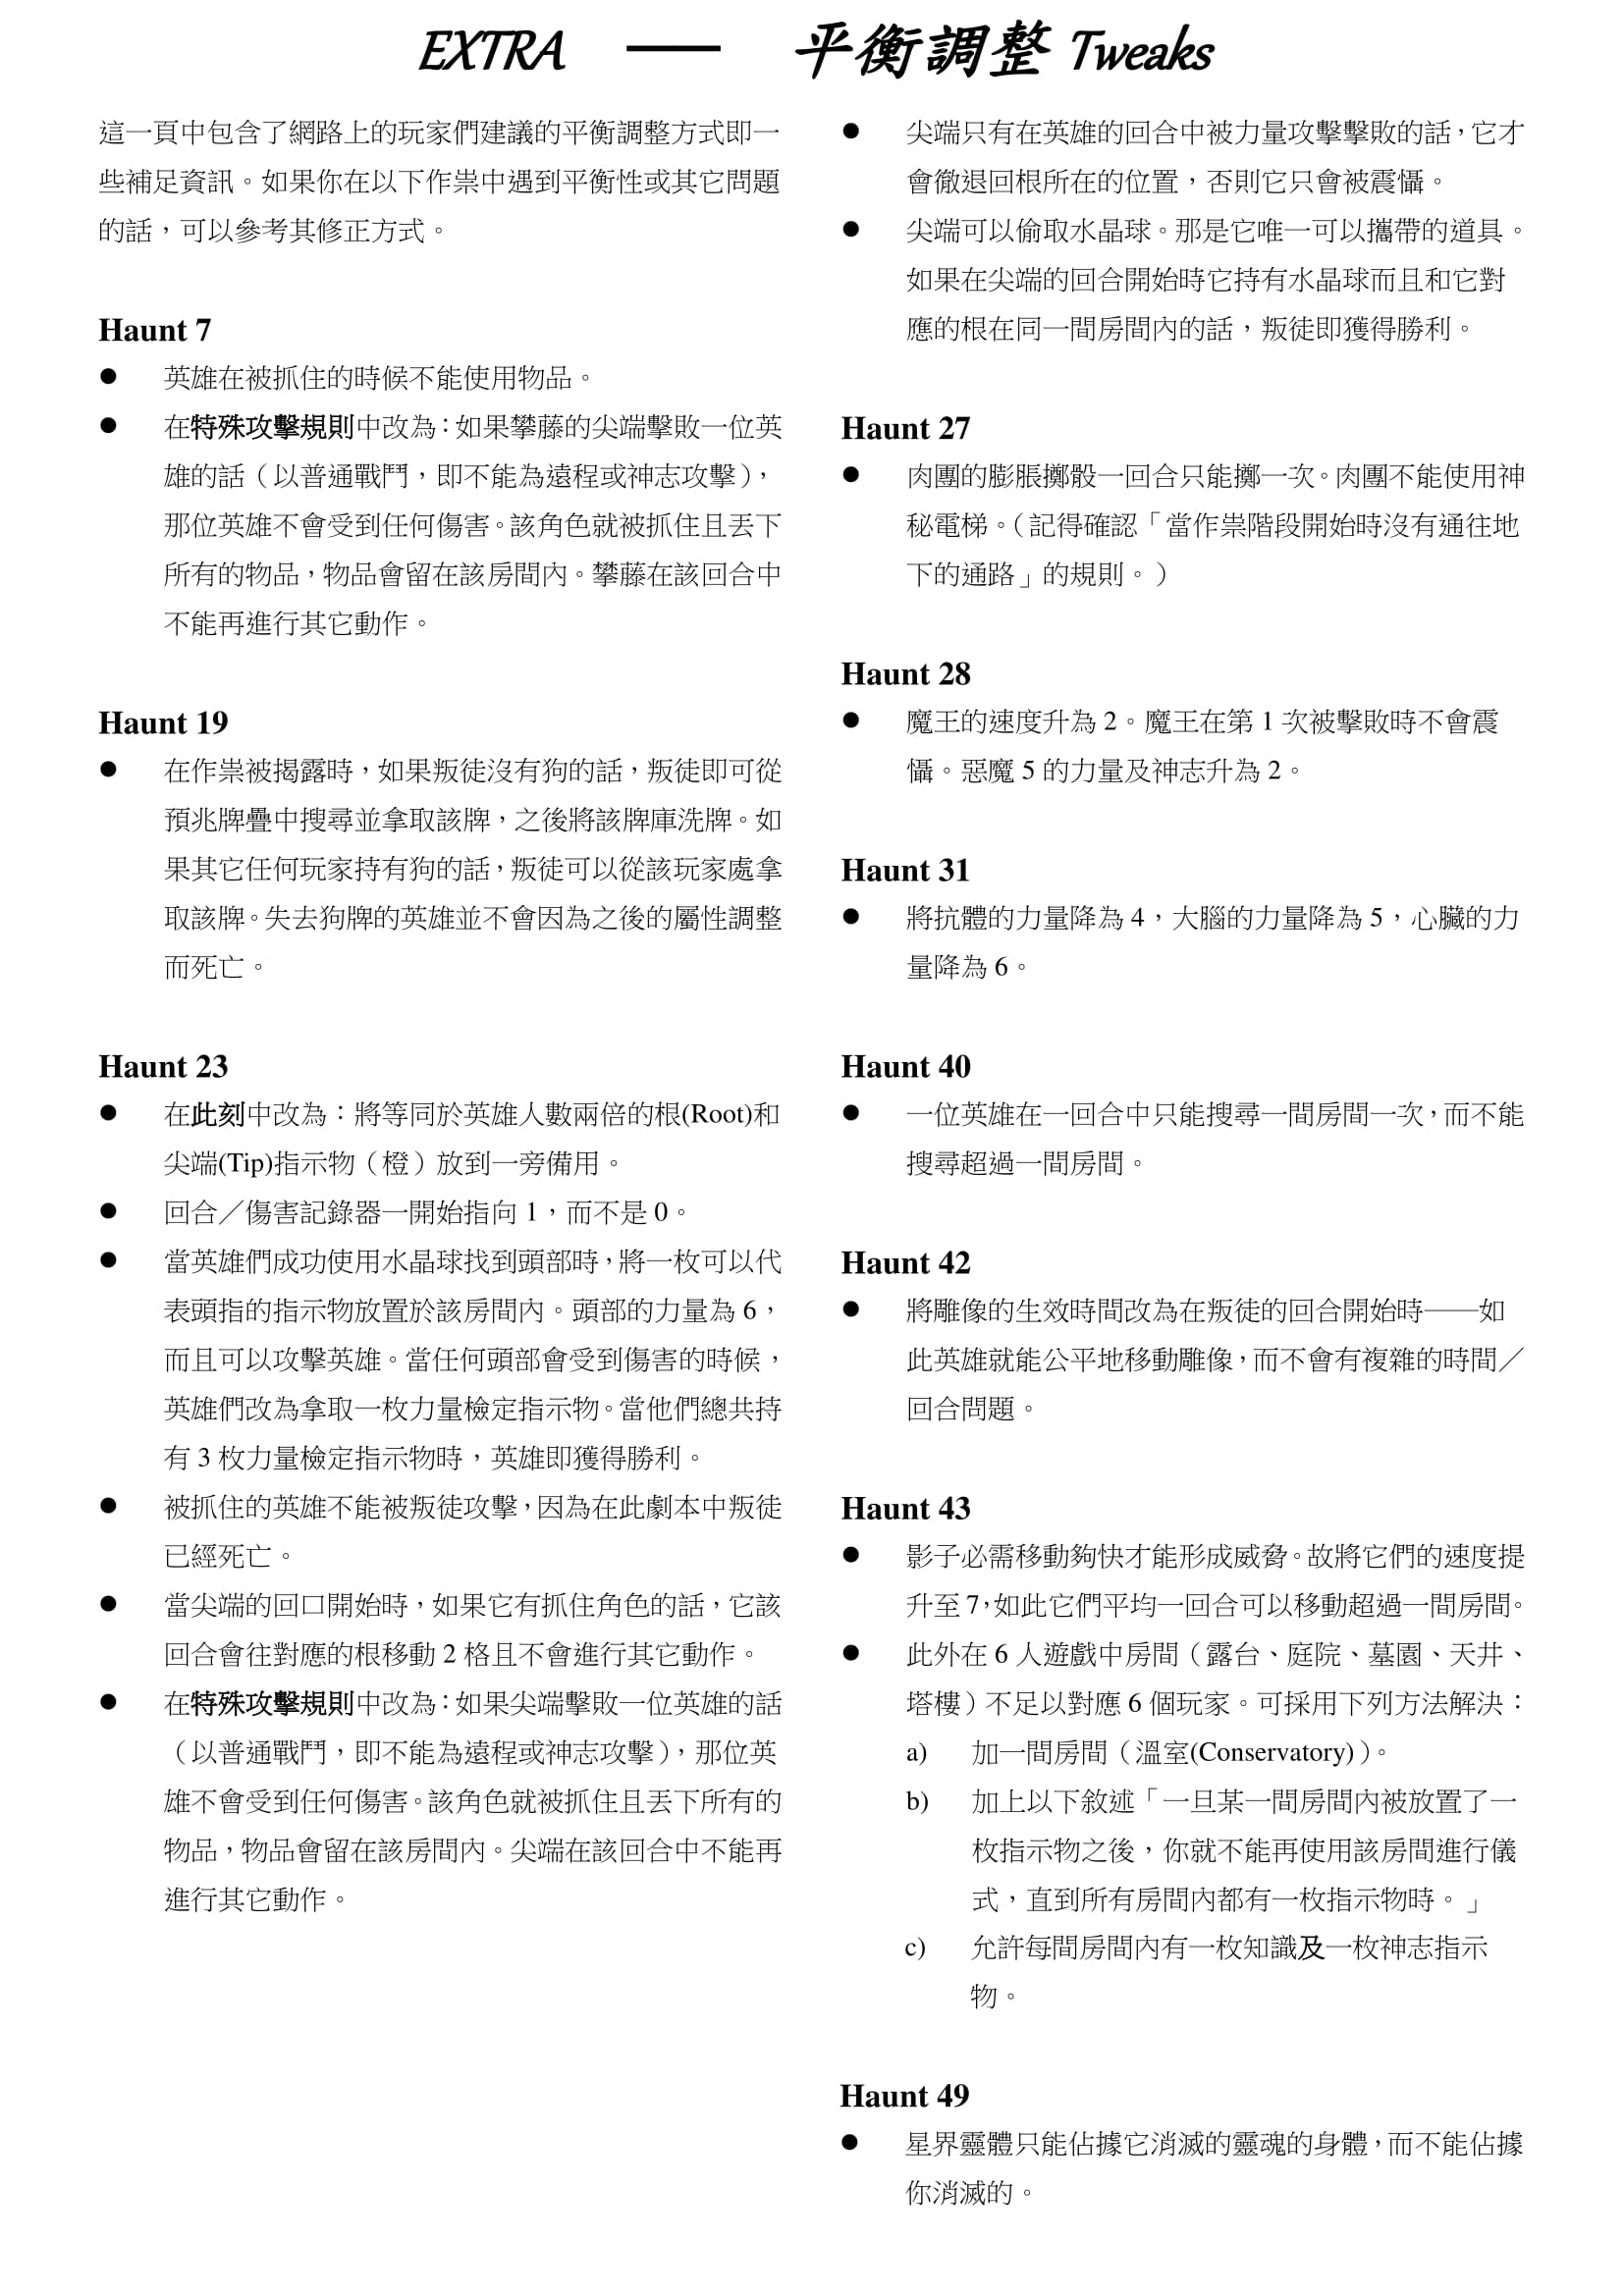 EXTRA — 平衡調整 Tweaks
這一頁中包含了網路上的玩家們建議的平衡調整方式即一
些補足資訊。如果你在以下作祟中遇到平衡性或其它問題
的話，可以參考其修正方式。
Haunt 7
● 英雄在被抓住的時候不能使用物品。
● 在特殊攻擊規則中改為：如果攀藤的尖端擊敗一位英
雄的話（以普通戰鬥，即不能為遠程或神志攻擊），
那位英雄不會受到任何傷害。該角色就被抓住且丟下
所有的物品，物品會留在該房間內。攀藤在該回合中
不能再進行其它動作。
Haunt 19
● 在作祟被揭露時，如果叛徒沒有狗的話，叛徒即可從
預兆牌疊中搜尋並拿取該牌，之後將該牌庫洗牌。如
果其它任何玩家持有狗的話，叛徒可以從該玩家處拿
取該牌。失去狗牌的英雄並不會因為之後的屬性調整
而死亡。
Haunt 23
● 在此刻中改為：將等同於英雄人數兩倍的根(Root)和
尖端(Tip)指示物（橙）放到一旁備用。
● 回合／傷害記錄器一開始指向 1，而不是 0。
● 當英雄們成功使用水晶球找到頭部時，將一枚可以代
表頭指的指示物放置於該房間內。頭部的力量為 6，
而且可以攻擊英雄。當任何頭部會受到傷害的時候，
英雄們改為拿取一枚力量檢定指示物。當他們總共持
有 3 枚力量檢定指示物時，英雄即獲得勝利。
● 被抓住的英雄不能被叛徒攻擊，因為在此劇本中叛徒
已經死亡。
● 當尖端的回口開始時，如果它有抓住角色的話，它該
回合會往對應的根移動 2 格且不會進行其它動作。
● 在特殊攻擊規則中改為：如果尖端擊敗一位英雄的話
（以普通戰鬥，即不能為遠程或神志攻擊），那位英
雄不會受到任何傷害。該角色就被抓住且丟下所有的
物品，物品會留在該房間內。尖端在該回合中不能再
進行其它動作。
● 尖端只有在英雄的回合中被力量攻擊擊敗的話，它才
會徹退回根所在的位置，否則它只會被震懾。
● 尖端可以偷取水晶球。那是它唯一可以攜帶的道具。
如果在尖端的回合開始時它持有水晶球而且和它對
應的根在同一間房間內的話，叛徒即獲得勝利。
Haunt 27
● 肉團的膨脹擲骰一回合只能擲一次。肉團不能使用神
秘電梯。（記得確認「當作祟階段開始時沒有通往地
下的通路」的規則。）
Haunt 28
● 魔王的速度升為 2。魔王在第 1 次被擊敗時不會震
懾。惡魔 5 的力量及神志升為 2。
Haunt 31
● 將抗體的力量降為 4，大腦的力量降為 5，心臟的力
量降為 6。
Haunt 40
● 一位英雄在一回合中只能搜尋一間房間一次，而不能
搜尋超過一間房間。
Haunt 42
● 將雕像的生效時間改為在叛徒的回合開始時——如
此英雄就能公平地移動雕像，而不會有複雜的時間／
回合問題。
Haunt 43
● 影子必需移動夠快才能形成威脅。故將它們的速度提
升至 7，如此它們平均一回合可以移動超過一間房間。
● 此外在 6 人遊戲中房間（露台、庭院、墓園、天井、
塔樓）不足以對應 6 個玩家。可採用下列方法解決：
a) 加一間房間（溫室(Conservatory)）。
b) 加上以下敘述「一旦某一間房間內被放置了一
枚指示物之後，你就不能再使用該房間進行儀
式，直到所有房間內都有一枚指示物時。」
c) 允許每間房間內有一枚知識及一枚神志指示
物。
Haunt 49
● 星界靈體只能佔據它消滅的靈魂的身體，而不能佔據
你消滅的。